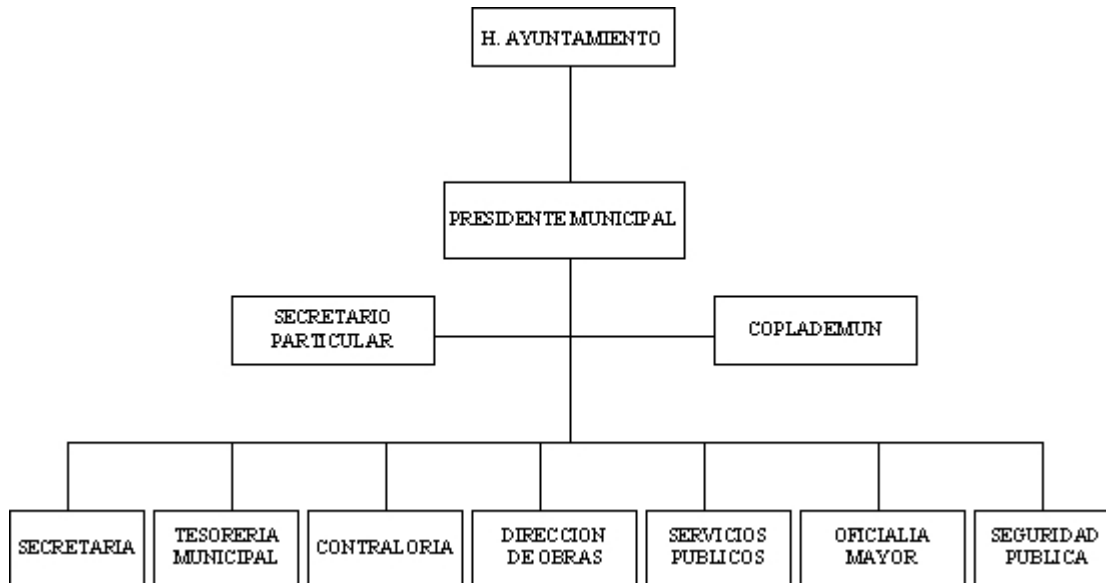 H. AYUNTAMIENTO
PRESIDENTE MUNICIPAL
SECRETARIO
PARTICULAR
COPLADEMUN
SECRETARIA
TESORERIA
MUNICIPAL
CONTRALORIA
DIRECCION
DE OBRAS
SERVICIOS
PUBLICOS
OFICIALIA
MAYOR
SEGURIDAD
PUBLICA